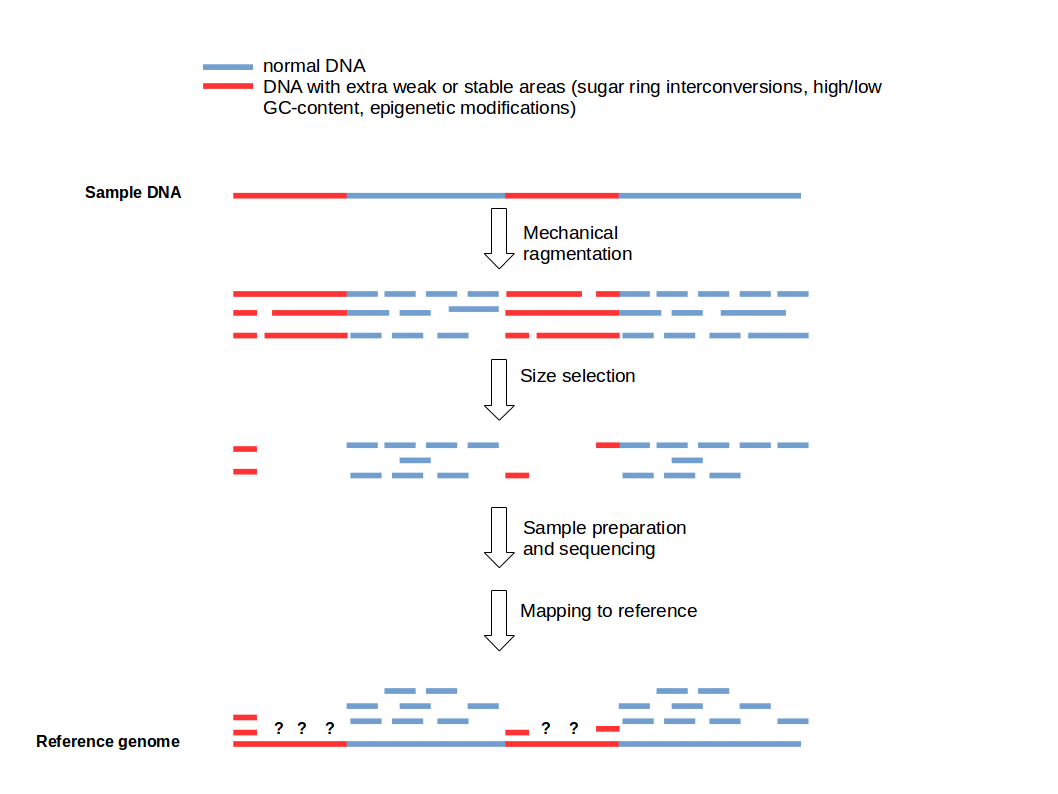 normal DNA
DNA with extra weak or stable areas (sugar ring interconversions, high/low
GC-content, epigenetic modifications)
Sample DNA
Mechanical
ragmentation
Size selection
Sample preparation
and sequencing
Mapping to reference
? ? ? ? ?
Reference genome